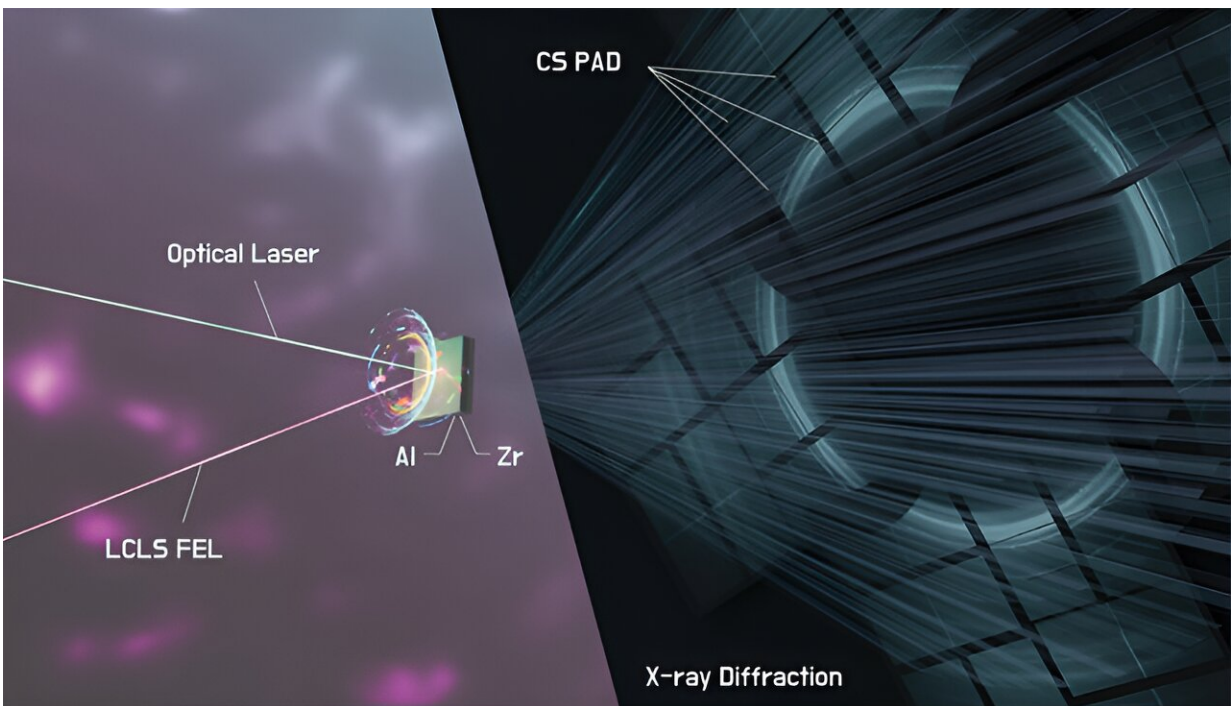 CS PAD
Optical Laser
Al
Zr
LCLS FEL
X-ray Diffraction